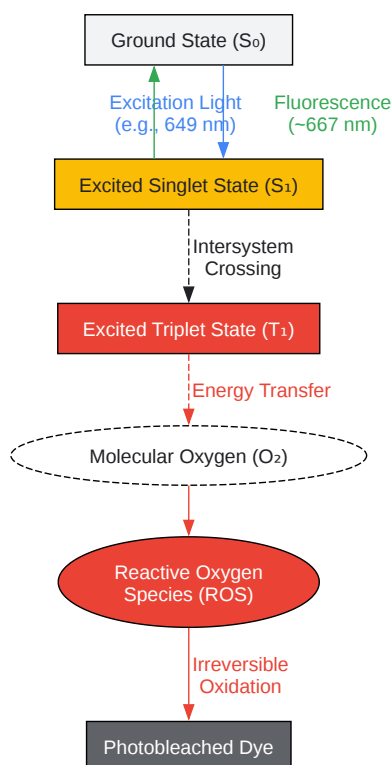 Ground State (S₀)
Excitation Light
(e.g., 649 nm)
Fluorescence
(~667 nm)
Excited Singlet State (S₁)
Intersystem
Crossing
Excited Triplet State (T₁)
Energy Transfer
Molecular Oxygen (O₂)
Reactive Oxygen
Species (ROS)
Irreversible
Oxidation
Photobleached Dye